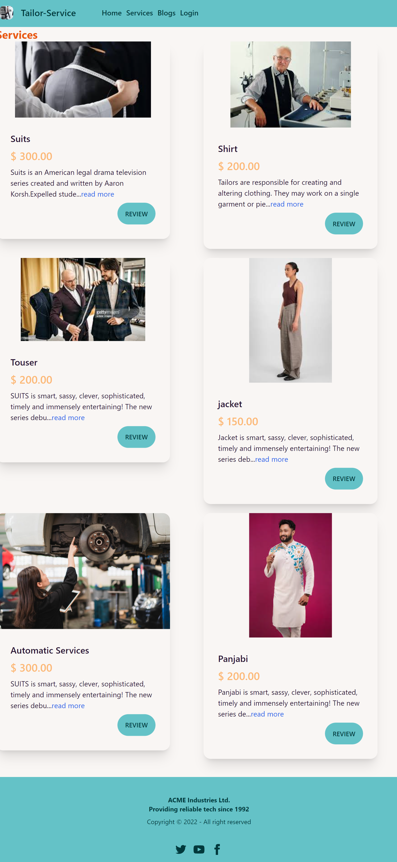 Tailor-Service
Home Services Blogs Login
Services
Suits
$ 300.00
Suits is an American legal drama television
series created and written by Aaron
Korsh.Expelled stude...read more
REVIEW
Shirt
$ 200.00
Tailors are responsible for creating and
altering clothing. They may work on a single
garment or pie...read more
REVIEW
Touser
$ 200.00
SUITS is smart, sassy, clever, sophisticated,
timely and immensely entertaining! The new
series debu...read more
REVIEW
jacket
$ 150.00
Jacket is smart, sassy, clever, sophisticated,
timely and immensely entertaining! The new
series deb...read more
REVIEW
Automatic Services
$ 300.00
SUITS is smart, sassy, clever, sophisticated,
timely and immensely entertaining! The new
series debu...read more
REVIEW
Panjabi
$ 200.00
Panjabi is smart, sassy, clever, sophisticated,
timely and immensely entertaining! The new
series de...read more
REVIEW
ACME Industries Ltd.
Providing reliable tech since 1992
Copyright © 2022 - All right reserved